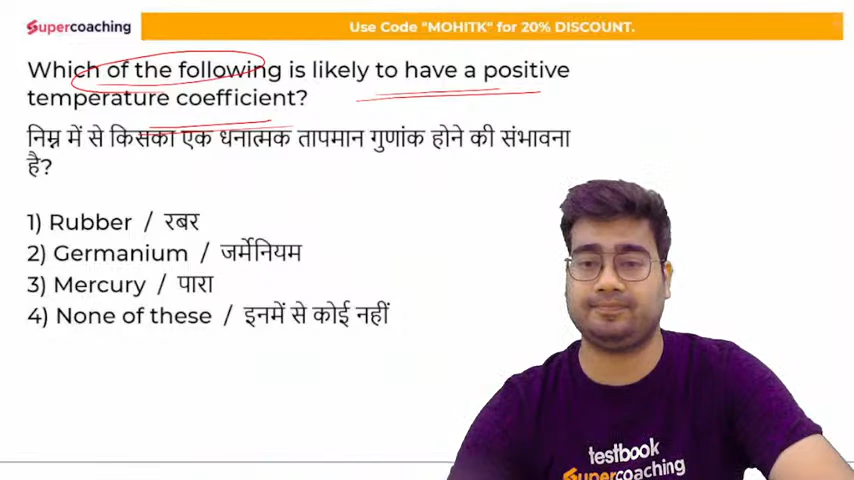 Supercoaching
Use Code "MOHITK" for 20% DISCOUNT.
Which of the following is likely to have a positive
temperature coefficient?
निम्न में से किसका एक धनात्मक तापमान गुणांक होने की संभावना
है?
1) Rubber / रबर
2) Germanium / जर्मेनियम
3) Mercury / पारा
4) None of these / इनमें से कोई नहीं
testbook
Supercoaching